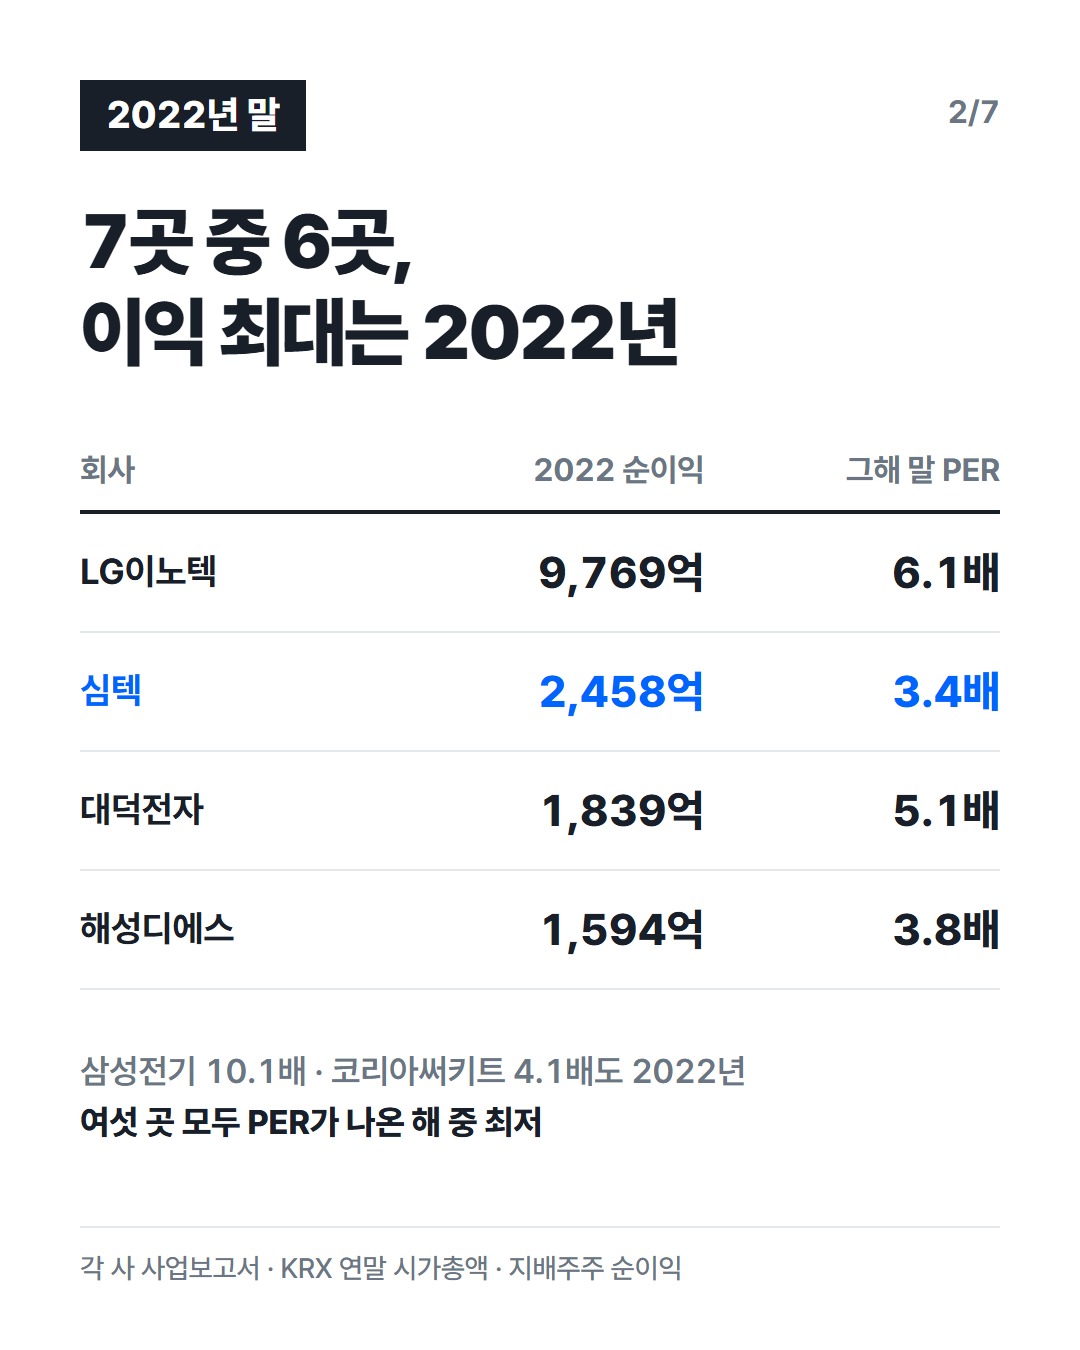 2022년 말
2/7
7곳 중 6곳,
이익 최대는 2022년
회사 2022 순이익 그해 말 PER
LG이노텍 9,769억 6.1배
심텍 2,458억 3.4배
대덕전자 1,839억 5.1배
해성디에스 1,594억 3.8배
삼성전기 10.1배 · 코리아써키트 4.1배도 2022년
여섯 곳 모두 PER가 나온 해 중 최저
각 사 사업보고서 · KRX 연말 시가총액 · 지배주주 순이익